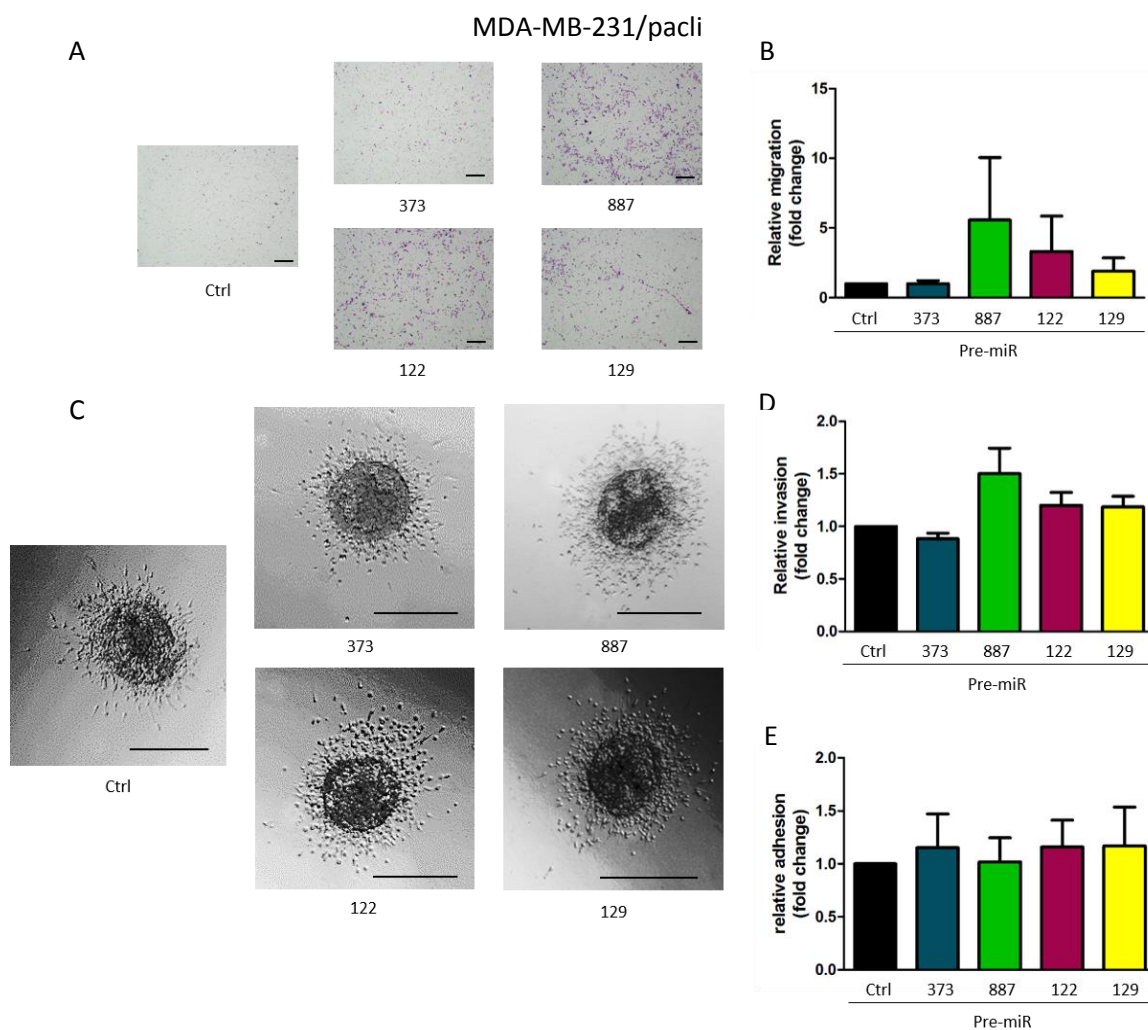 MDA-MB-231/pacli
A
373
887
Ctrl
122
129
B
Relative migration
(fold change)
15
10
5
0
Ctrl 373 887 122 129
Pre-miR
C
373
887
Ctrl
122
129
D
Relative invasion
(fold change)
2.0
1.5
1.0
0.5
0.0
Ctrl 373 887 122 129
Pre-miR
E
relative adhesion
(fold change)
2.0
1.5
1.0
0.5
0.0
Ctrl 373 887 122 129
Pre-miR